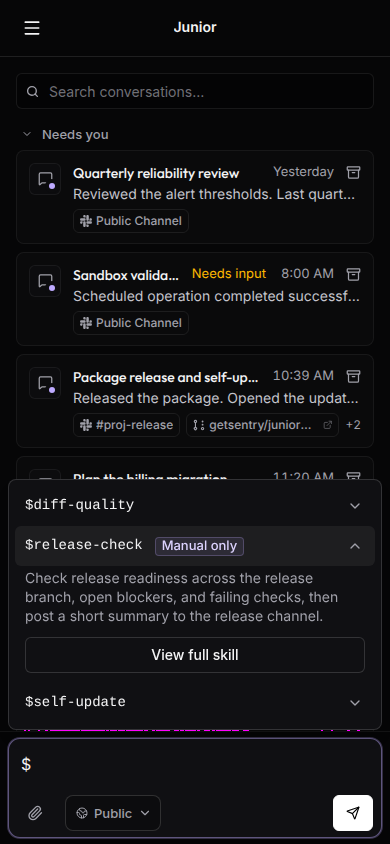 Junior
Search conversations...
Needs you
Quarterly reliability review Yesterday
Reviewed the alert thresholds. Last quart...
Public Channel
Sandbox valida... Needs input 8:00 AM
Scheduled operation completed successf...
Public Channel
Package release and self-up... 10:39 AM
Released the package. Opened the updat...
#proj-release getsentry/junior... +2
Plan the billing migration 11:20 AM
$diff-quality
$release-check Manual only
Check release readiness across the release
branch, open blockers, and failing checks, then
post a short summary to the release channel.
View full skill
$self-update
$
Public